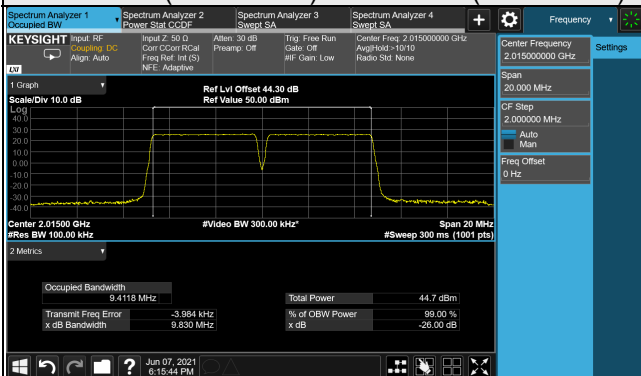 Spectrum Analyzer 1
Occupied BW
Spectrum Analyzer 2
Power Stat CCDF
Spectrum Analyzer 3
Swept SA
Spectrum Analyzer 4
Swept SA
+
Frequency
KEYSIGHT
Input: RF
Coupling: DC
Align: Auto
Input Z: 50 Ω
Corr CCorr RCal
Freq Ref: Int (S)
NFE: Adaptive
Atten: 30 dB
Preamp: Off
Trig: Free Run
Gate: Off
#IF Gain: Low
Center Freq: 2.015000000 GHz
Avg|Hold:>10/10
Radio Std: None
LXI
Center Frequency
2.015000000 GHz
Settings
Span
20.000 MHz
CF Step
2.000000 MHz
Auto
Man
Freq Offset
0 Hz
1 Graph
Scale/Div 10.0 dB
Ref Lvl Offset 44.30 dB
Ref Value 50.00 dBm
Log
40.0
30.0
20.0
10.0
0.00
-10.0
-20.0
-30.0
-40.0
Center 2.01500 GHz
#Video BW 300.00 kHz*
Span 20 MHz
#Res BW 100.00 kHz
#Sweep 300 ms (1001 pts)
2 Metrics
Occupied Bandwidth
9.4118 MHz
Total Power
44.7 dBm
Transmit Freq Error
-3.984 kHz
% of OBW Power
99.00 %
x dB Bandwidth
9.830 MHz
x dB
-26.00 dB
?
Jun 07, 2021
6:15:44 PM